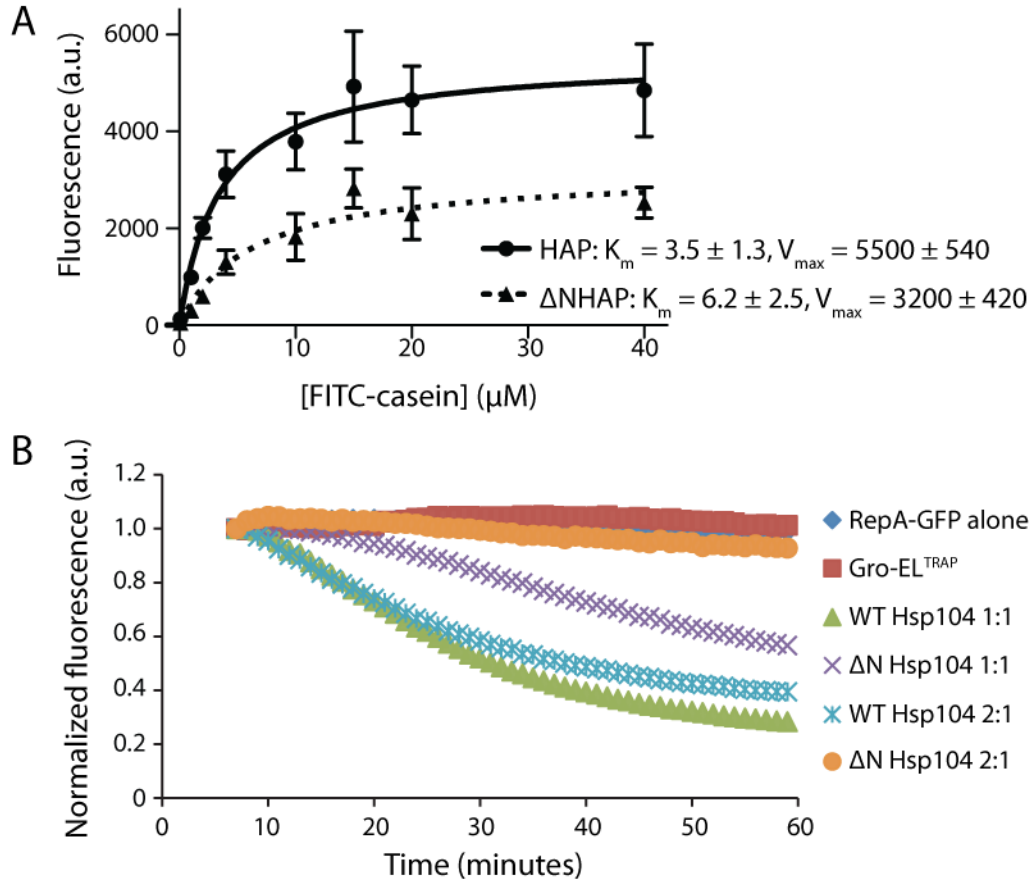 A
Fluorescence (a.u.)
6000
4000
2000
0
0
10
20
30
40
[FITC-casein] (µM)
HAP: Km = 3.5 ± 1.3, Vmax = 5500 ± 540
ΔNHAP: Km = 6.2 ± 2.5, Vmax = 3200 ± 420
B
Normalized fluorescence (a.u.)
1.2
1.0
0.8
0.6
0.4
0.2
0
0
10
20
30
40
50
60
Time (minutes)
RepA-GFP alone
Gro-ELTRAP
WT Hsp104 1:1
ΔN Hsp104 1:1
WT Hsp104 2:1
ΔN Hsp104 2:1